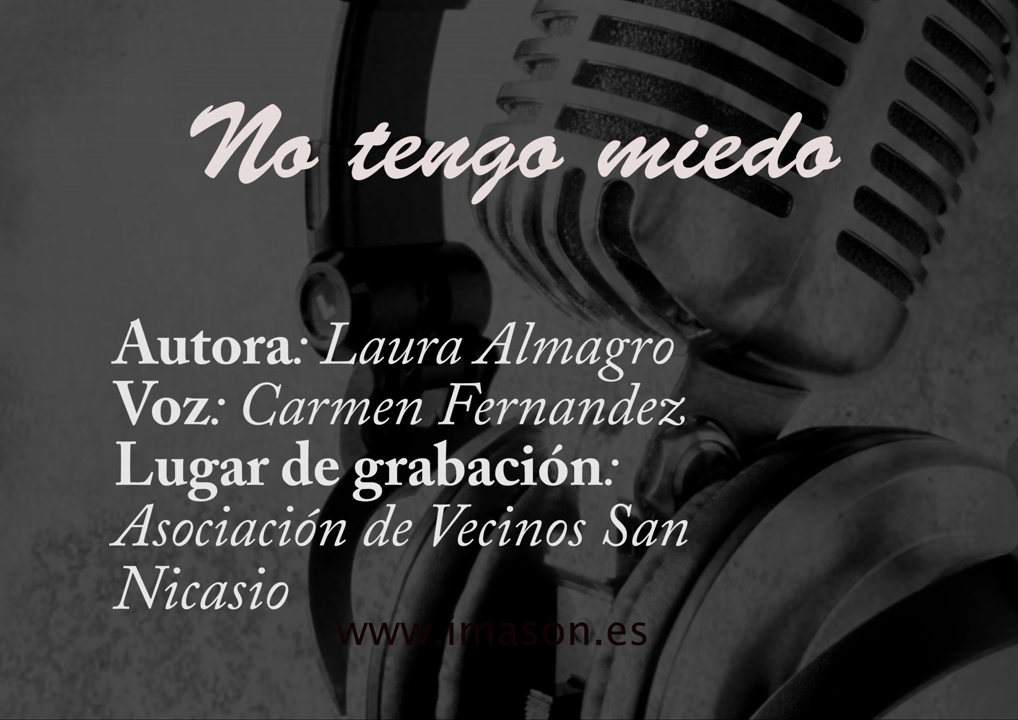 No tengo miedo
Autora: Laura Almagro
Voz: Carmen Fernandez
Lugar de grabación:
Asociación de Vecinos San
Nicasio
www.imason.es